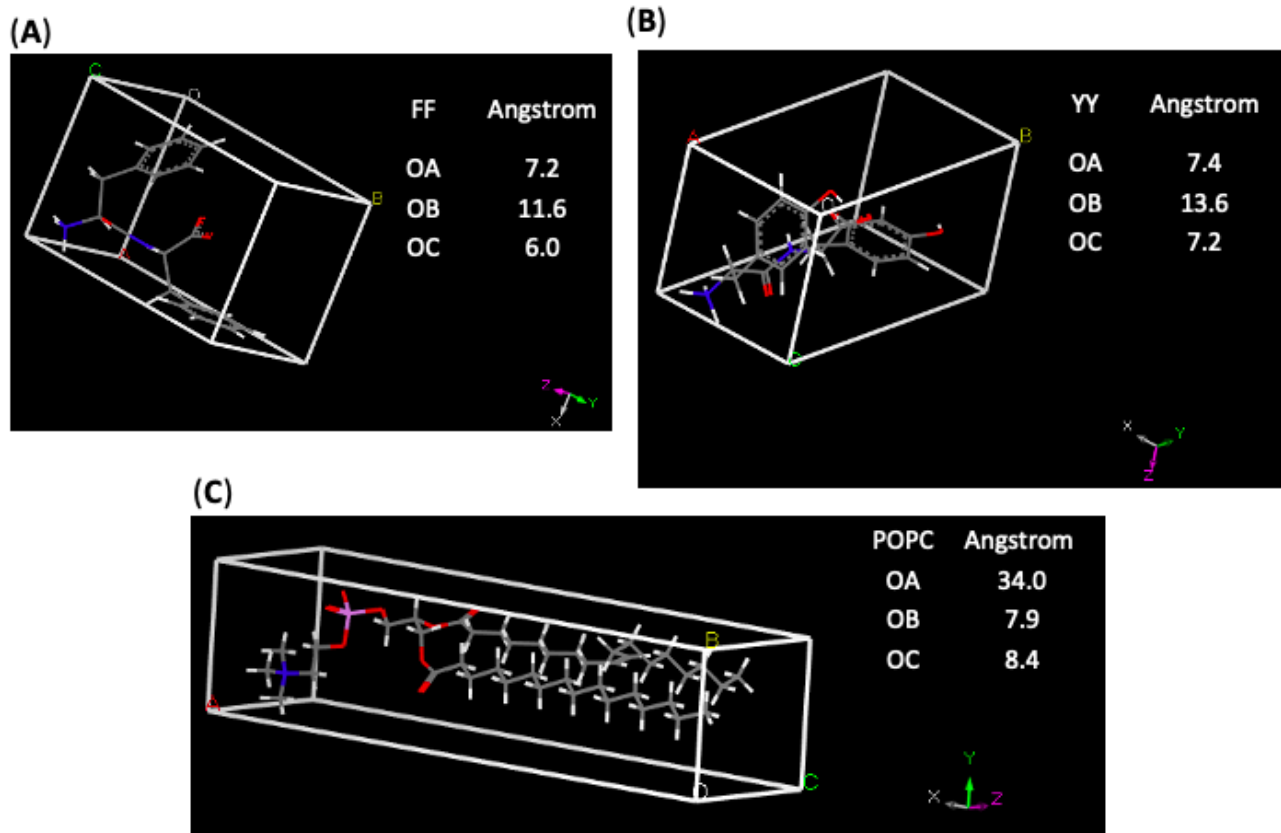 (A)
C
O
A
B
FF Angstrom
OA 7.2
OB 11.6
OC 6.0
Z
Y
X
(B)
A
B
O
C
YY Angstrom
OA 7.4
OB 13.6
OC 7.2
X
Y
Z
(C)
A
B
O
C
POPC Angstrom
OA 34.0
OB 7.9
OC 8.4
Y
X
Z